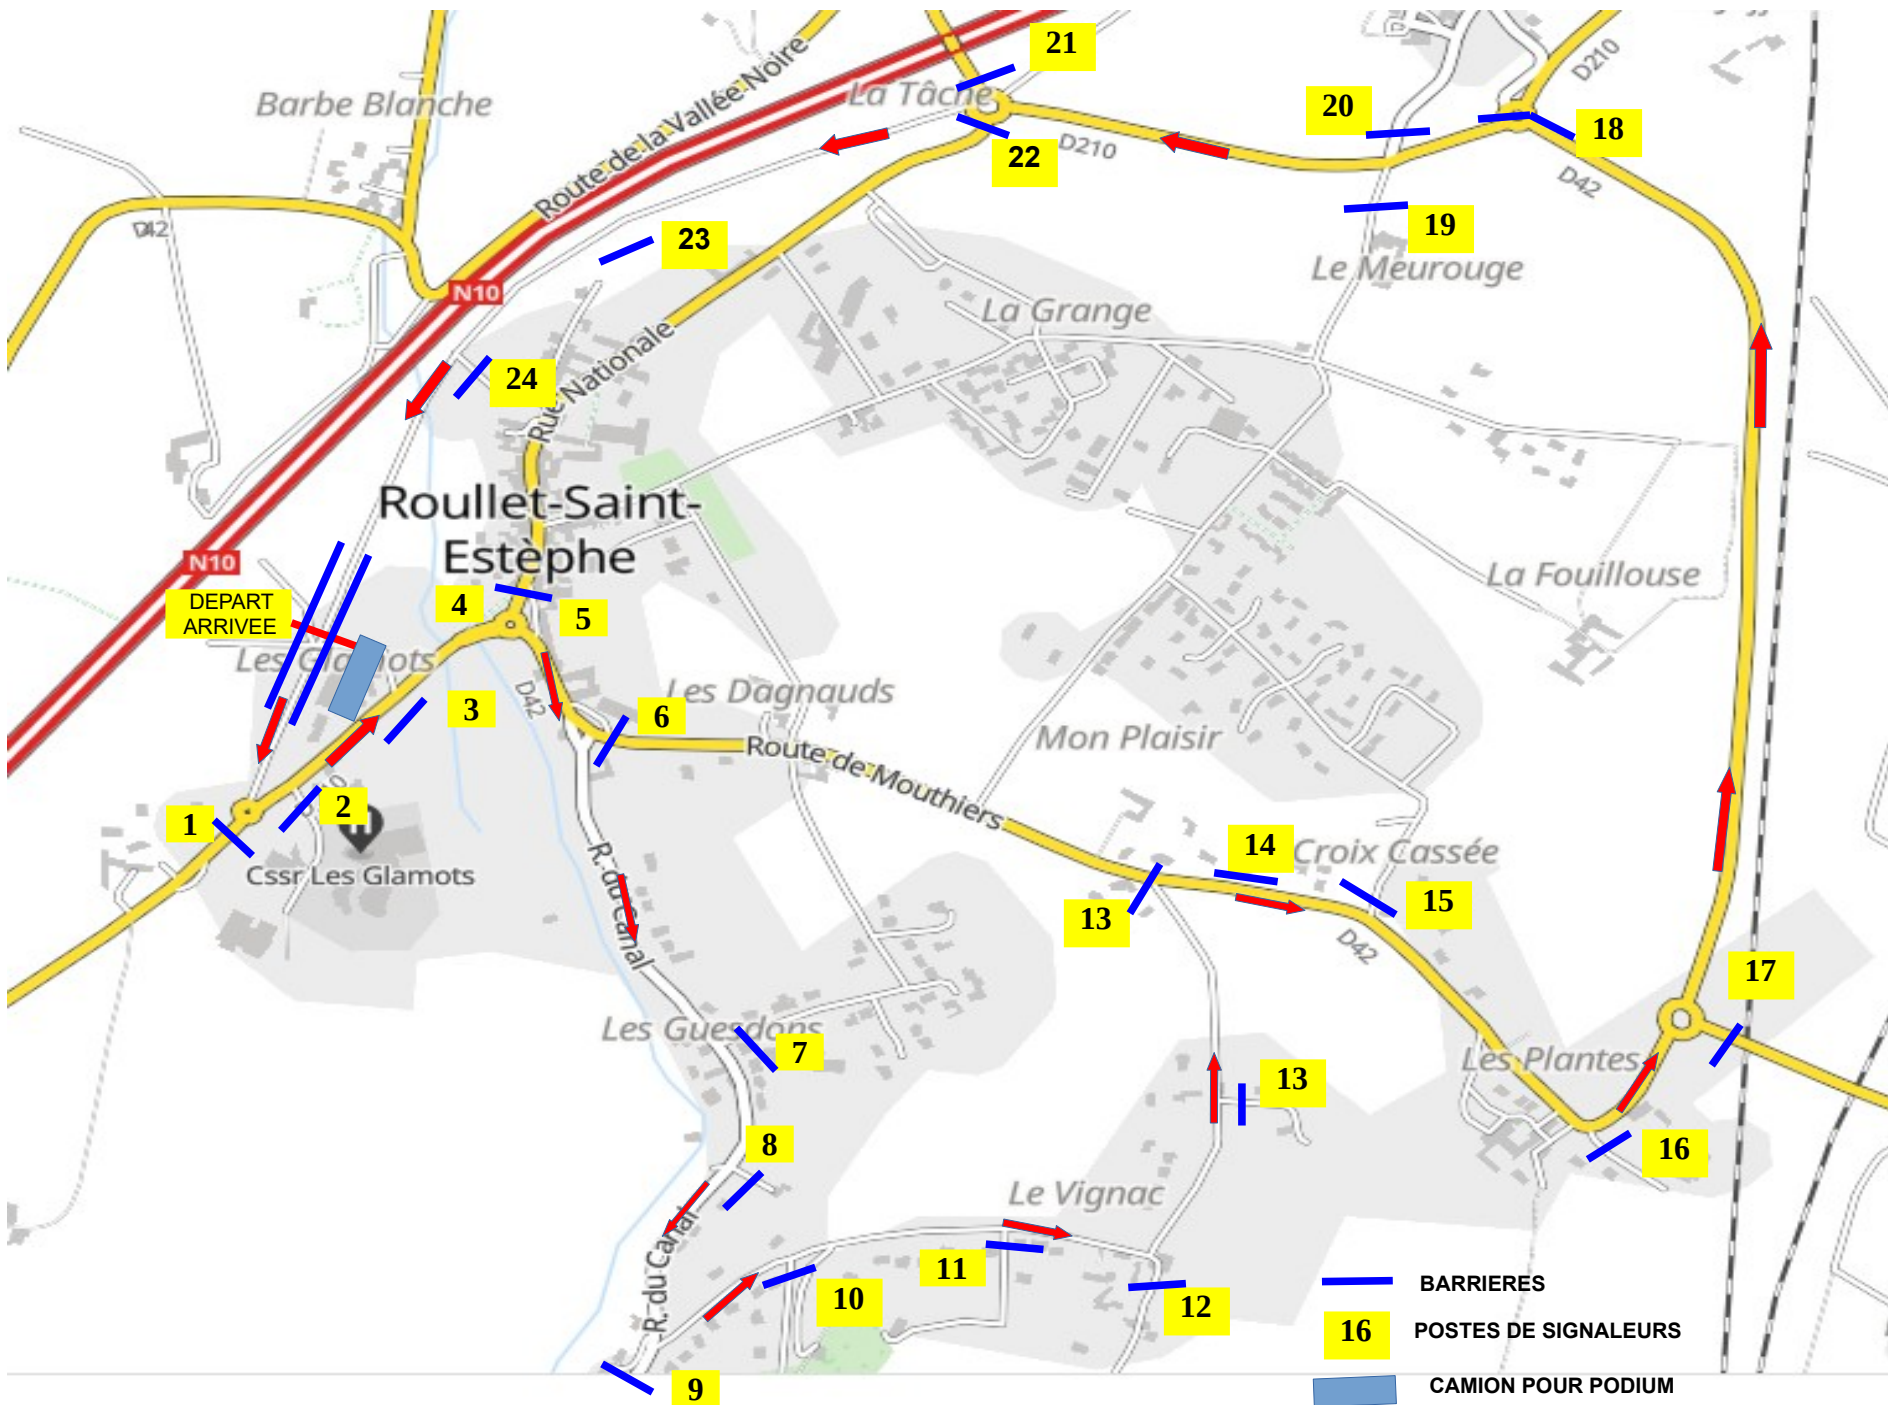 21
La Tâche
Barbe Blanche
Route de la Vallée Noire
D210
20
18
22
D210
D42
D42
23
19
Le Meurouge
N10
La Grange
24
Rue Nationale
Roullet-Saint-
Estèphe
N10
La Fouillouse
DEPART
ARRIVEE
4
5
Les Glamots
D42
Les Dagnauds
3
6
Mon Plaisir
Route de Mouthiers
1
2
Cssr Les Glamots
14
Croix Cassée
R. du Canal
13
15
D42
17
Les Guesdons
7
Les Plantes
13
8
16
Le Vignac
R. du Canal
11
10
12
9
BARRIERES
16
POSTES DE SIGNALEURS
CAMION POUR PODIUM